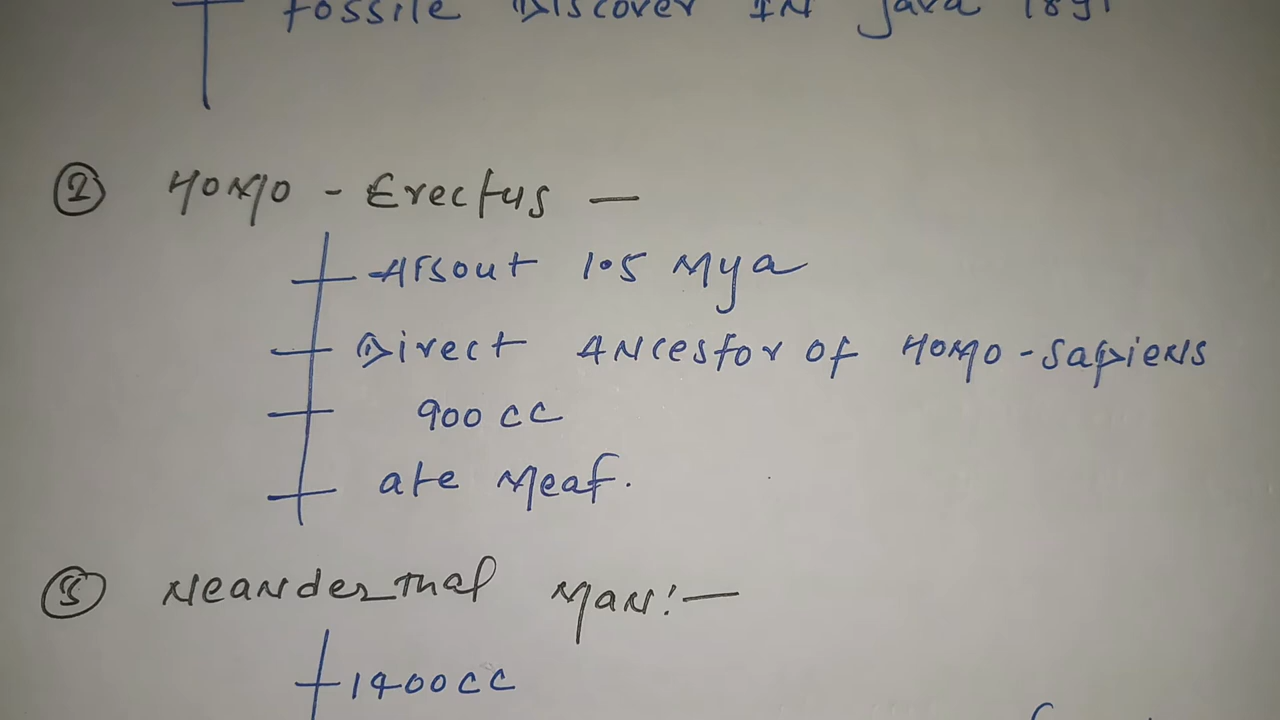 Fossile Discover IN Java 1891
② Homo - Erectus —
About 1.5 Mya
Direct Ancestor of Homo - Sapiens
900 cc
ate Meat.
③ Neanderthal Man:—
1400 cc